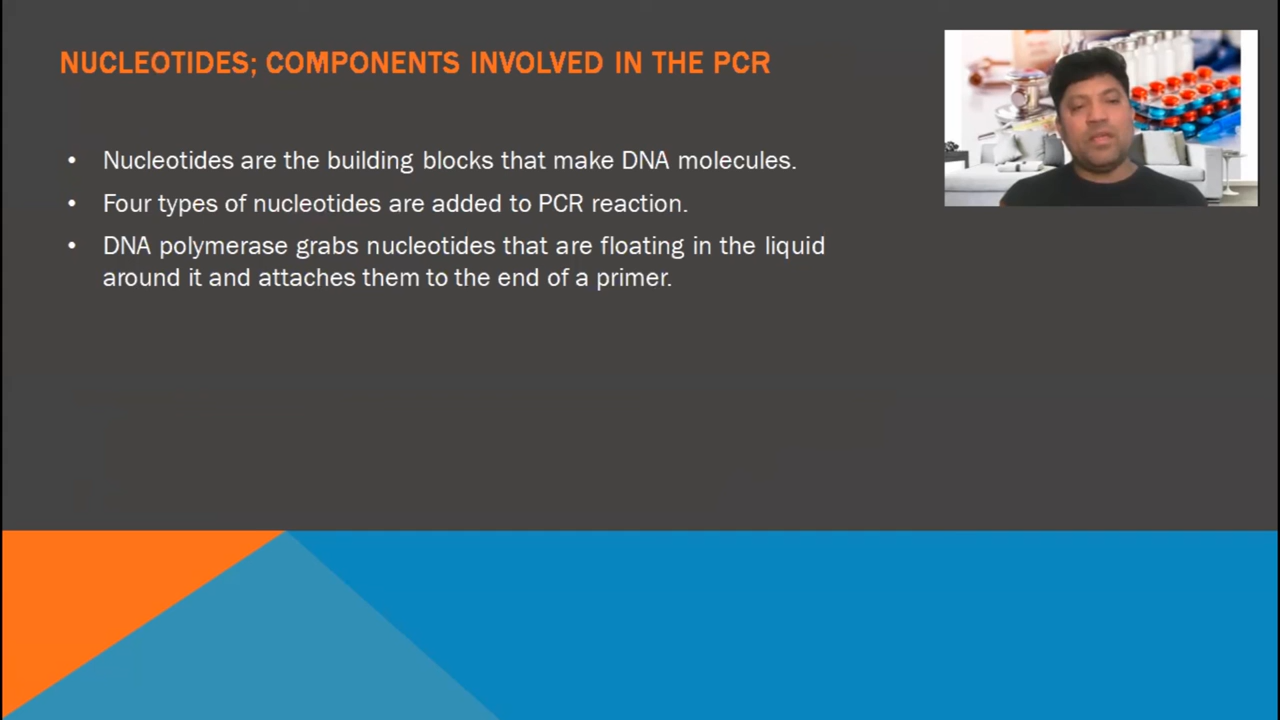 NUCLEOTIDES; COMPONENTS INVOLVED IN THE PCR
• Nucleotides are the building blocks that make DNA molecules.
• Four types of nucleotides are added to PCR reaction.
• DNA polymerase grabs nucleotides that are floating in the liquid
around it and attaches them to the end of a primer.